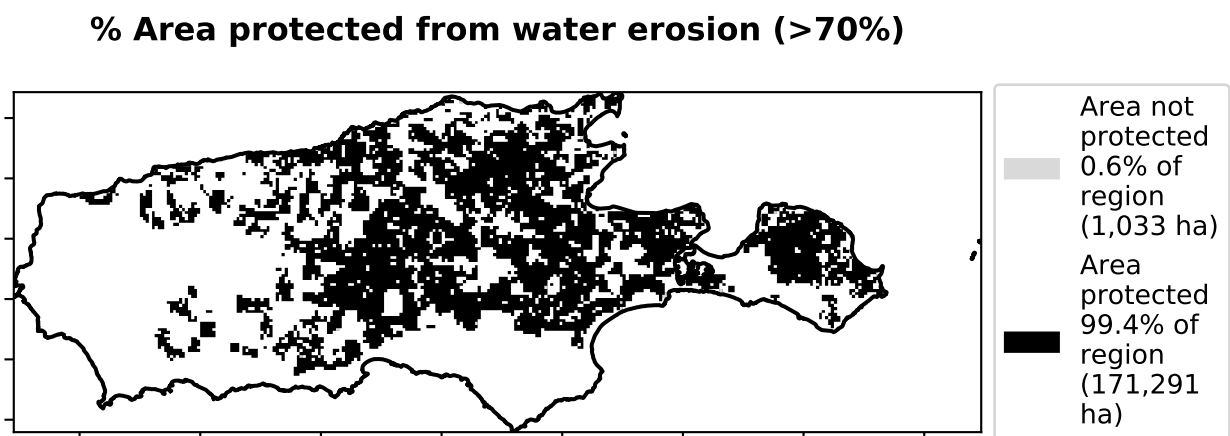 % Area protected from water erosion (>70%)
Area not
protected
0.6% of
region
(1,033 ha)
Area
protected
99.4% of
region
(171,291
ha)